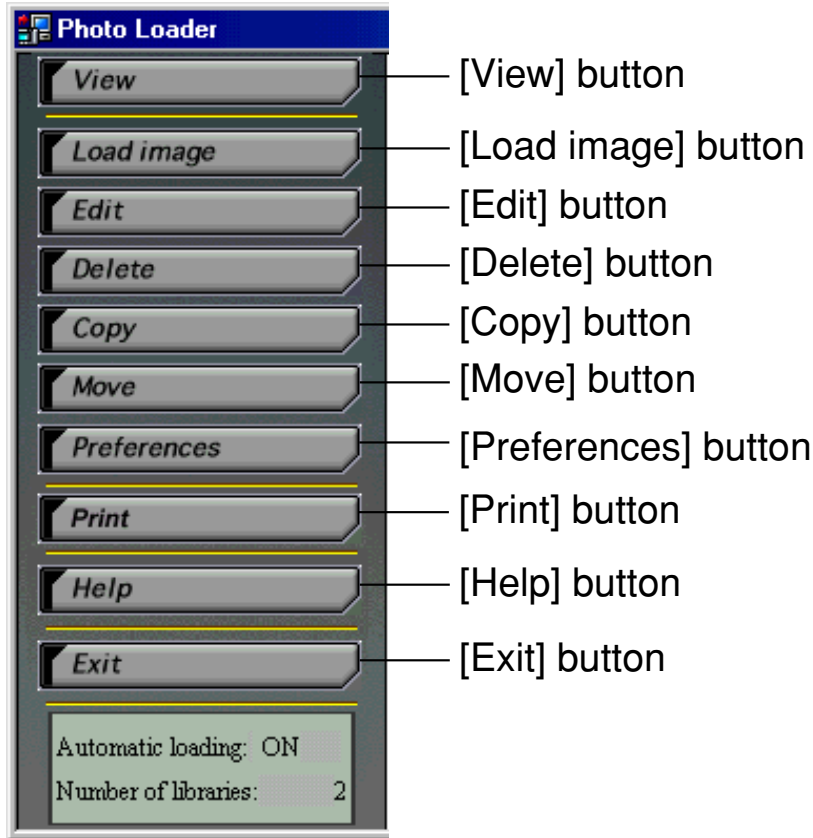 Photo Loader
View [View] button
Load image [Load image] button
Edit [Edit] button
Delete [Delete] button
Copy [Copy] button
Move [Move] button
Preferences [Preferences] button
Print [Print] button
Help [Help] button
Exit [Exit] button
Automatic loading: ON
Number of libraries: 2